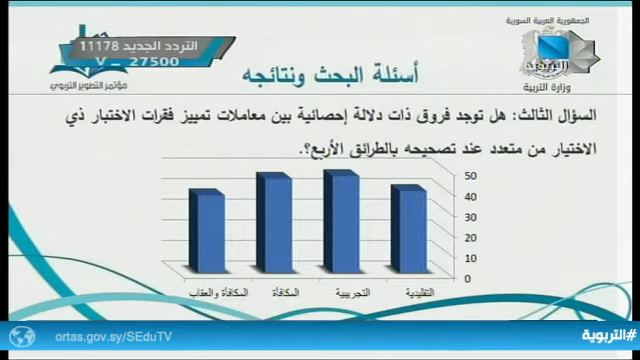 الجمهورية العربية السورية
التربوية
وزارة التربية
التردد الجديد 11178
V - 27500
مؤتمر التطوير التربوي
أسئلة البحث ونتائجه
السؤال الثالث: هل توجد فروق ذات دلالة إحصائية بين معاملات تمييز فقرات الاختبار ذي
الاختيار من متعدد عند تصحيحه بالطرائق الأربع؟.
50
40
30
20
10
0
التقليدية
التجريبية
المكافأة
المكافأة والعقاب
#التربوية
ortas.gov.sy/SEduTV